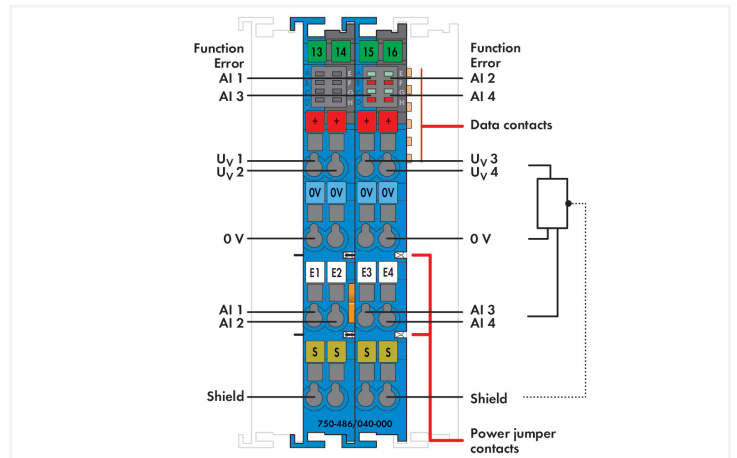 Function Error
13 14 15 16
Function Error
AI 1
AI 2
AI 3
AI 4
E
F
G
H
E
F
G
H
Data contacts
+ + + +
UV 1
UV 2
UV 3
UV 4
0V 0V 0V 0V
0 V
0 V
E1 E2 E3 E4
AI 1
AI 2
AI 3
AI 4
S S S S
Shield
Shield
750-486/040-000
Power jumper
contacts